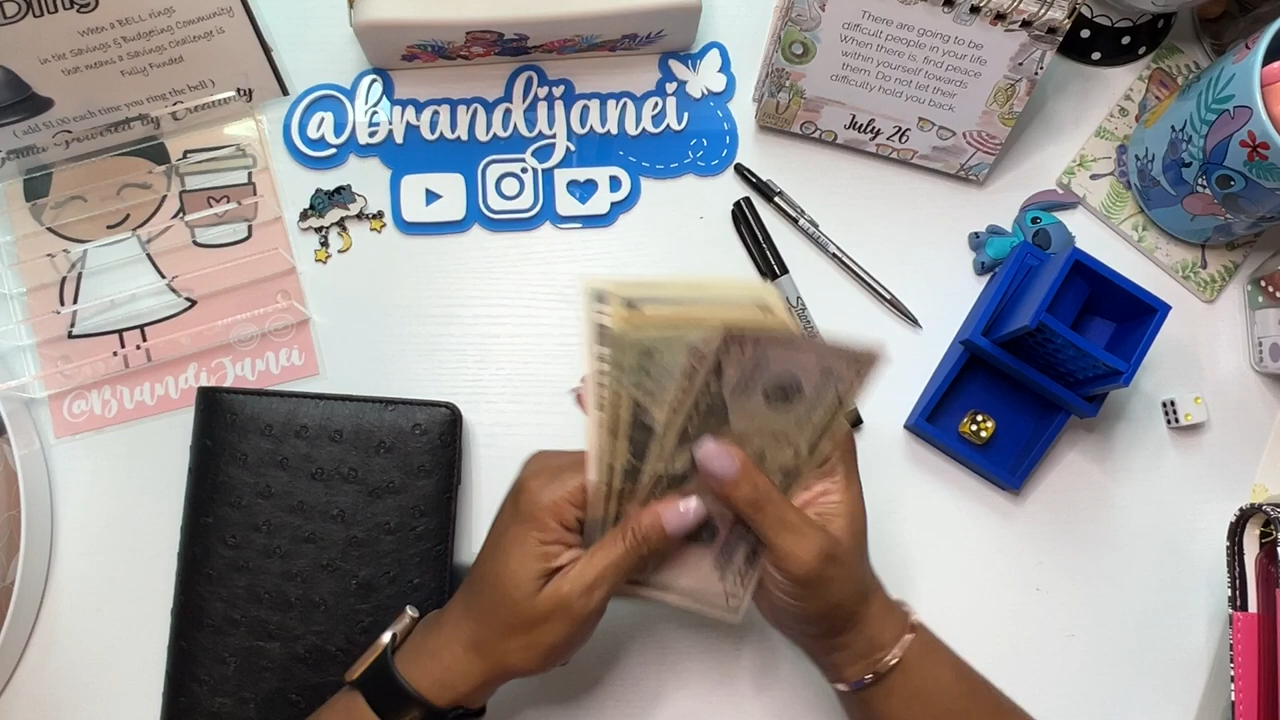 When a BELL rings
in the Savings & Budgeting Community
that means a Savings Challenge is
Fully Funded
( add $1.00 each time you ring the bell )
Powered by Creativity
@BrandiJanei
@brandijanei
There are going to be
difficult people in your life
When there is, find peace
within yourself towards
them. Do not let their
difficulty hold you back
July 26
Sharpie